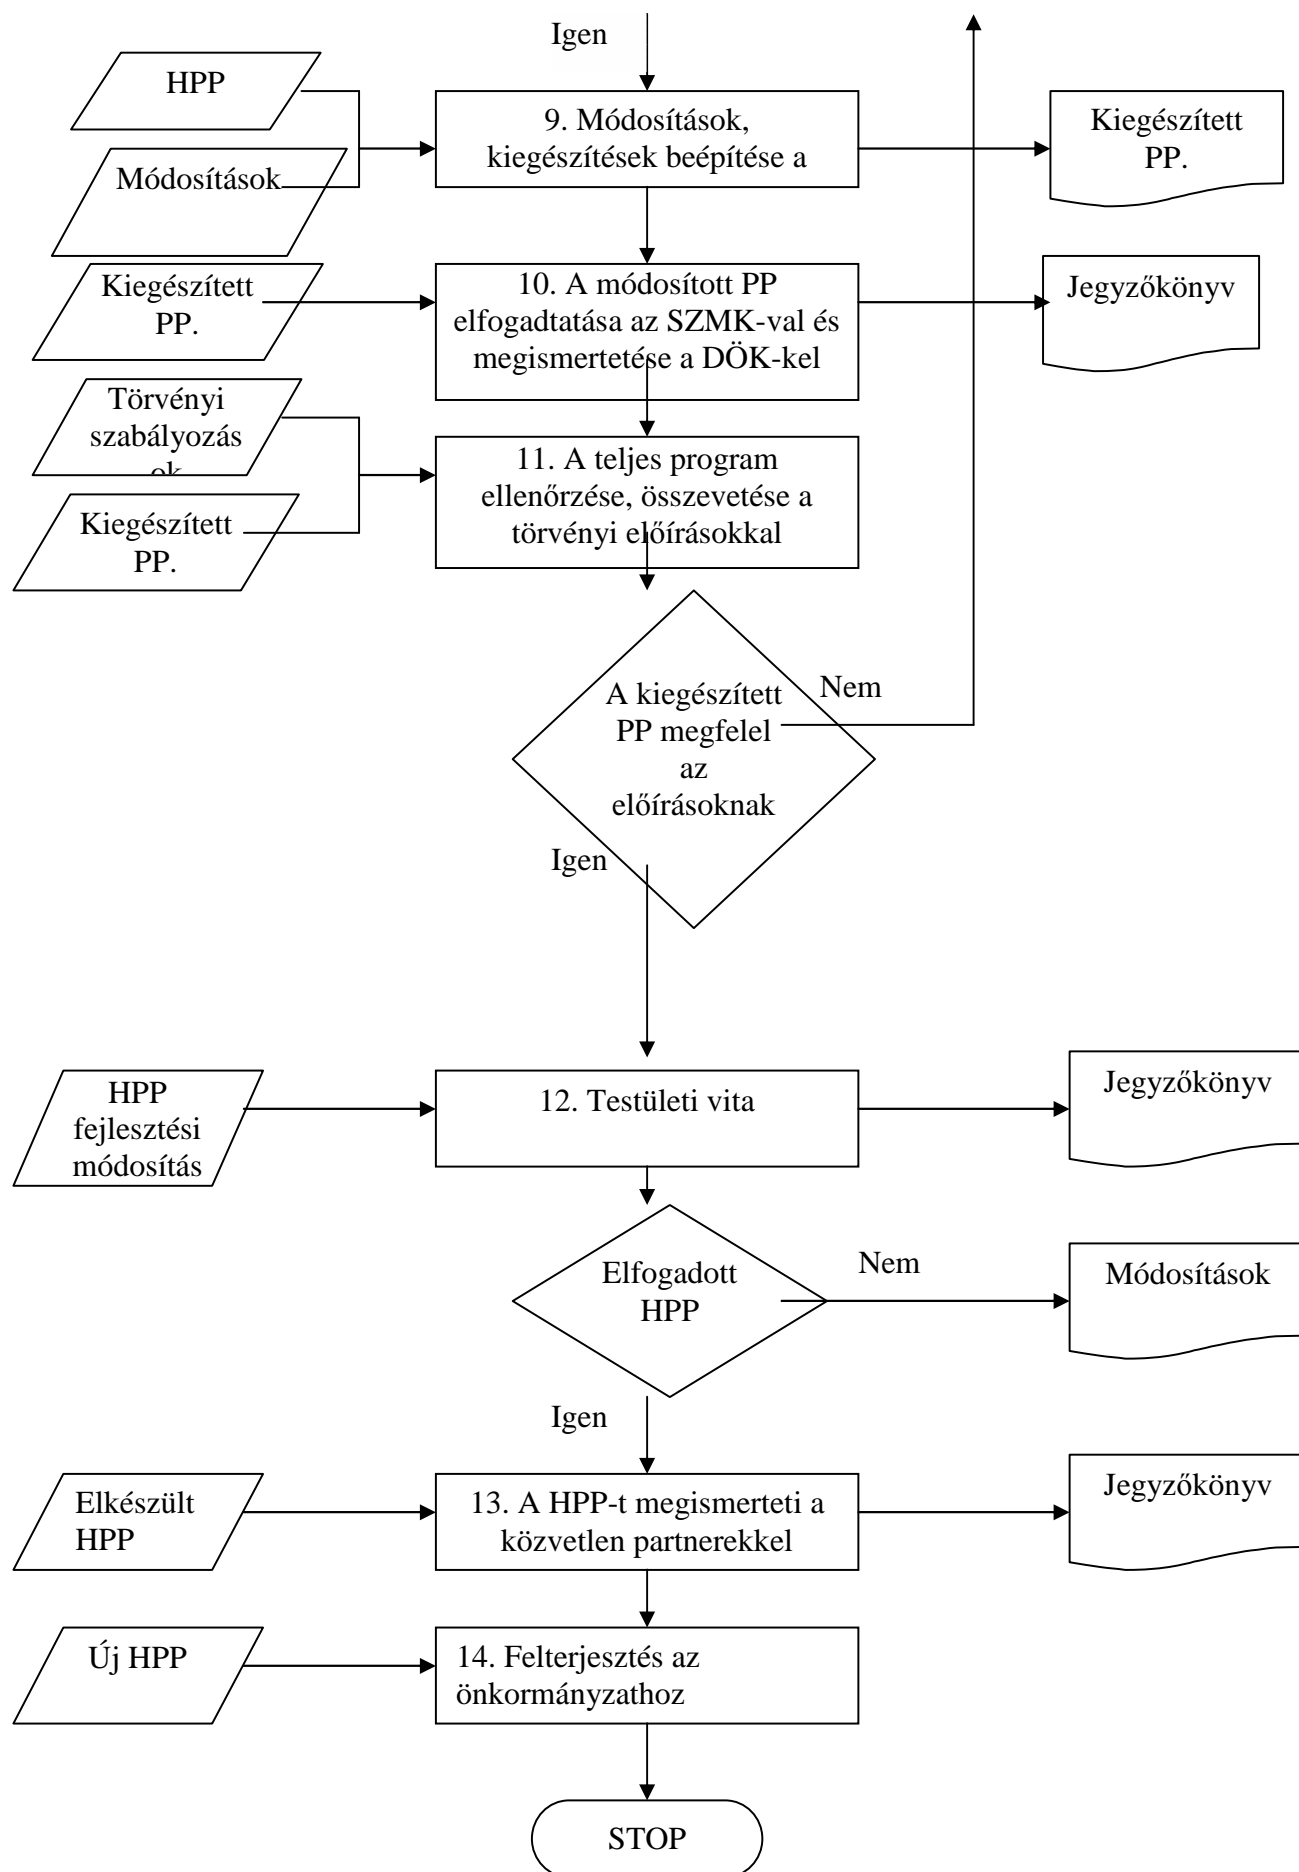 Igen
HPP
9. Módosítások,
kiegészítések beépítése a
Kiegészített
PP.
Módosítások
Kiegészített
PP.
10. A módosított PP
elfogadtatása az SZMK-val és
megismertetése a DÖK-kel
Jegyzőkönyv
Törvényi
szabályozás
ok
11. A teljes program
ellenőrzése, összevetése a
törvényi előírásokkal
Kiegészített
PP.
A kiegészített
PP megfelel
az
előírásoknak
Nem
Igen
HPP
fejlesztési
módosítás
12. Testületi vita
Jegyzőkönyv
Elfogadott
HPP
Nem
Módosítások
Igen
Elkészült
HPP
13. A HPP-t megismerteti a
közvetlen partnerekkel
Jegyzőkönyv
Új HPP
14. Felterjesztés az
önkormányzathoz
STOP